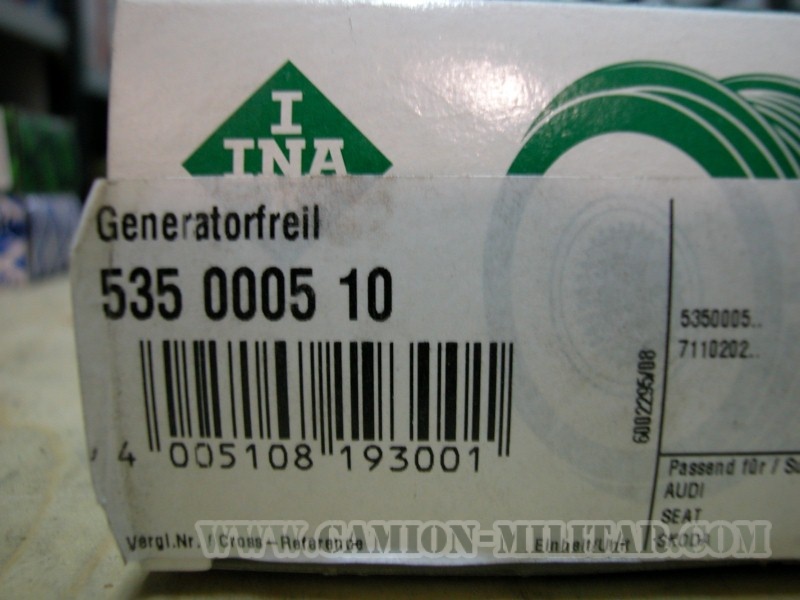 I
INA
Generatorfreil
535 0005 10
5350005..
7110202..
6002295/08
4 005108 193001
Passend für / Su
AUDI
SEAT
SKODA
Vergl.Nr. / Cross-Reference
Einheit/Unit
WWW.CAMION-MILITAR.COM